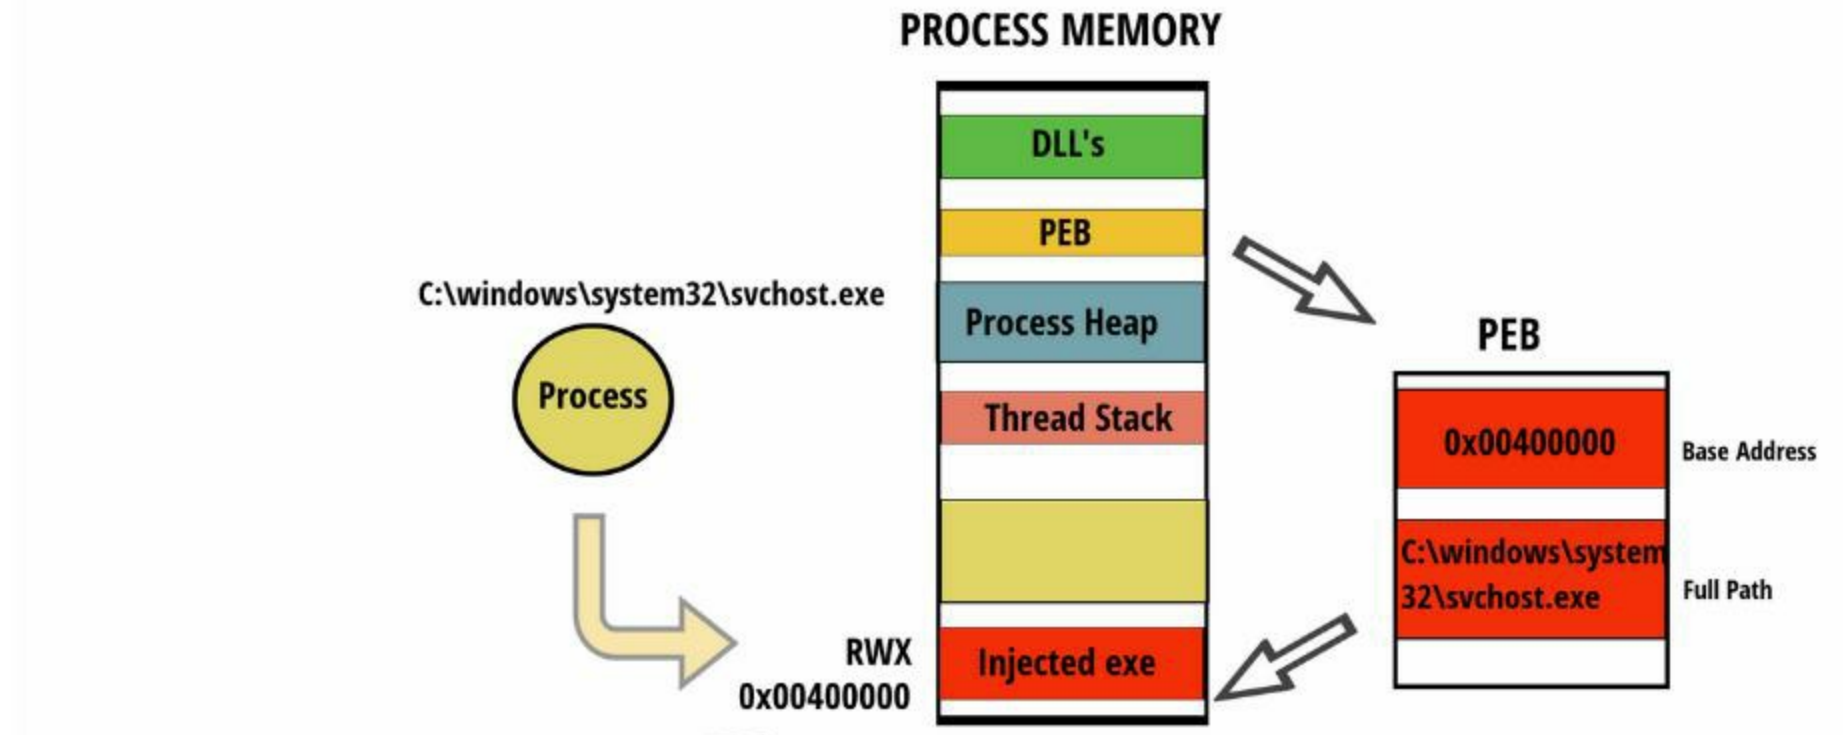 PROCESS MEMORY
DLL's
PEB
C:\windows\system32\svchost.exe
Process Heap
PEB
Process
Thread Stack
0x00400000
Base Address
C:\windows\system
32\svchost.exe
Full Path
RWX
Injected exe
0x00400000